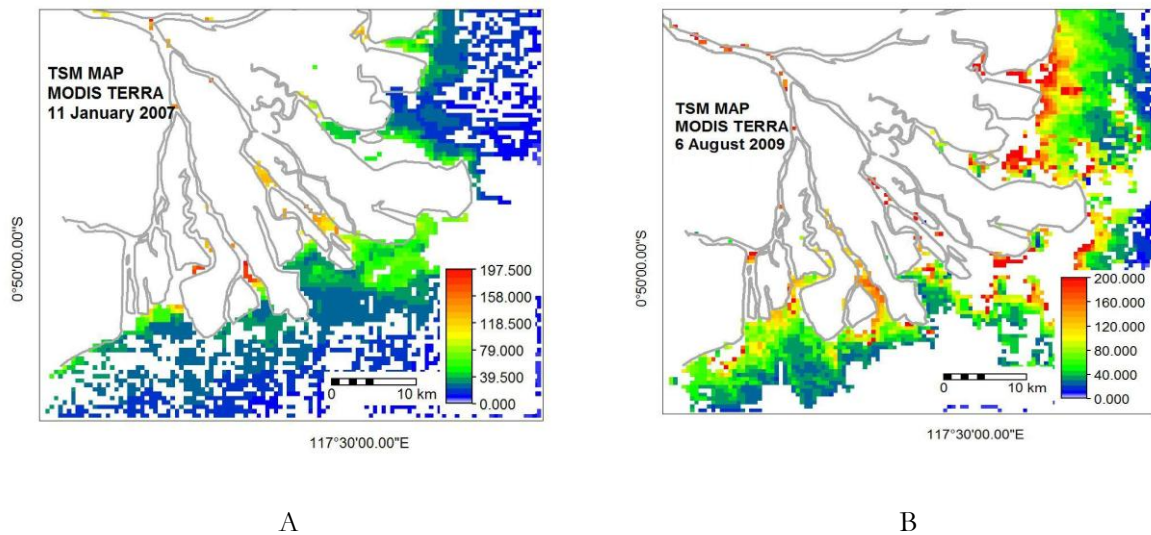 TSM MAP
MODIS TERRA
11 January 2007
0°50'00.00"S
197.500
158.000
118.500
79.000
39.500
0.000
0 10 km
117°30'00.00"E
A
TSM MAP
MODIS TERRA
6 August 2009
0°50'00.00"S
200.000
160.000
120.000
80.000
40.000
0.000
0 10 km
117°30'00.00"E
B